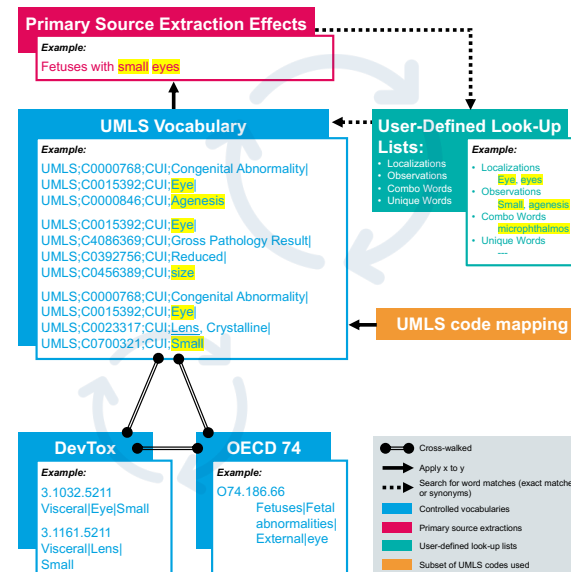 Primary Source Extraction Effects
Example:
Fetuses with small eyes
UMLS Vocabulary
Example:
UMLS;C0000768;CUI;Congenital Abnormality|
UMLS;C0015392;CUI;Eye|
UMLS;C0000846;CUI;Agenesis
UMLS;C0015392;CUI;Eye|
UMLS;C4086369;CUI;Gross Pathology Result|
UMLS;C0392756;CUI;Reduced|
UMLS;C0456389;CUI;size
UMLS;C0000768;CUI;Congenital Abnormality|
UMLS;C0015392;CUI;Eye|
UMLS;C0023317;CUI;Lens, Crystalline|
UMLS;C0700321;CUI;Small
User-Defined Look-Up
Lists:
• Localizations
• Observations
• Combo Words
• Unique Words
Example:
• Localizations
Eye, eyes
• Observations
Small, agenesis
• Combo Words
microphthalmos
• Unique Words
---
UMLS code mapping
DevTox
Example:
3.1032.5211
Visceral|Eye|Small
3.1161.5211
Visceral|Lens|
Small
OECD 74
Example:
O74.186.66
Fetuses|Fetal
abnormalities|
External|eye
Cross-walked
Apply x to y
Search for word matches (exact matche
or synonyms)
Controlled vocabularies
Primary source extractions
User-defined look-up lists
Subset of UMLS codes used